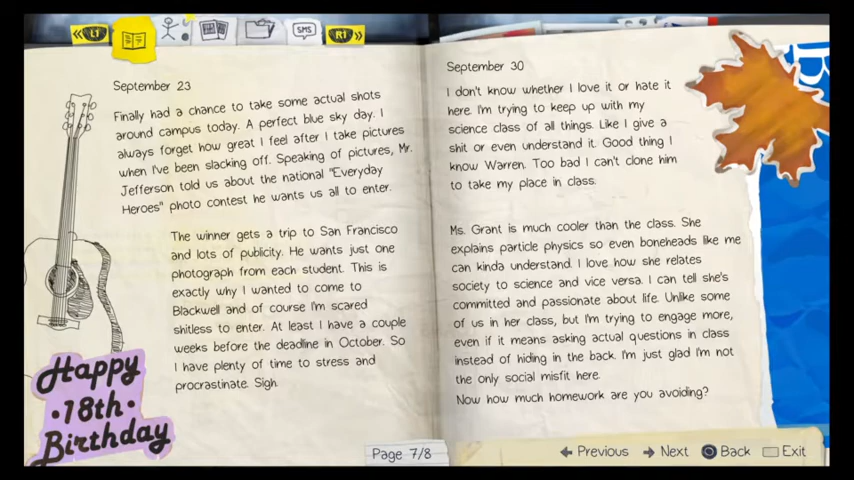 L1
SMS
R1
September 23
Finally had a chance to take some actual shots
around campus today. A perfect blue sky day. I
always forget how great I feel after I take pictures
when I've been slacking off. Speaking of pictures, Mr.
Jefferson told us about the national "Everyday
Heroes" photo contest he wants us all to enter.
The winner gets a trip to San Francisco
and lots of publicity. He wants just one
photograph from each student. This is
exactly why I wanted to come to
Blackwell and of course I'm scared
shitless to enter. At least I have a couple
weeks before the deadline in October. So
I have plenty of time to stress and
procrastinate. Sigh.
Happy
•18th•
Birthday
September 30
I don't know whether I love it or hate it
here. I'm trying to keep up with my
science class of all things. Like I give a
shit or even understand it. Good thing I
know Warren. Too bad I can't clone him
to take my place in class.
Ms. Grant is much cooler than the class. She
explains particle physics so even boneheads like me
can kinda understand. I love how she relates
society to science and vice versa. I can tell she's
committed and passionate about life. Unlike some
of us in her class, but I'm trying to engage more,
even if it means asking actual questions in class
instead of hiding in the back. I'm just glad I'm not
the only social misfit here.
Now how much homework are you avoiding?
Page 7/8
Previous
Next
Back
Exit